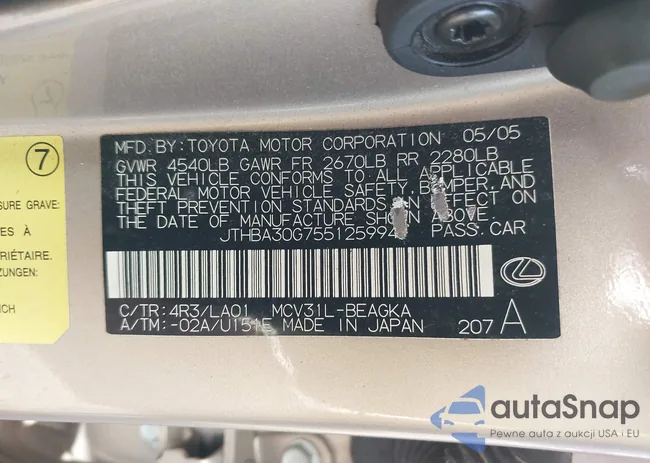 7
SURE GRAVE:
À
PRIÉTAIRE.
ZUNGEN:
CH
MFD.BY:TOYOTA MOTOR CORPORATION 05/05
GVWR 4540LB GAWR FR 2670LB RR 2280LB
THIS VEHICLE CONFORMS TO ALL APPLICABLE
FEDERAL MOTOR VEHICLE SAFETY, BUMPER, AND
THEFT PREVENTION STANDARDS IN EFFECT ON
THE DATE OF MANUFACTURE SHOWN ABOVE.
JTHBA30G755125994 PASS.CAR
C/TR:4R3/LA01 MCV31L-BEAGKA
A/TM:-02A/U151E MADE IN JAPAN 207 A
autaSnap
Pewne auta z aukcji USA i EU